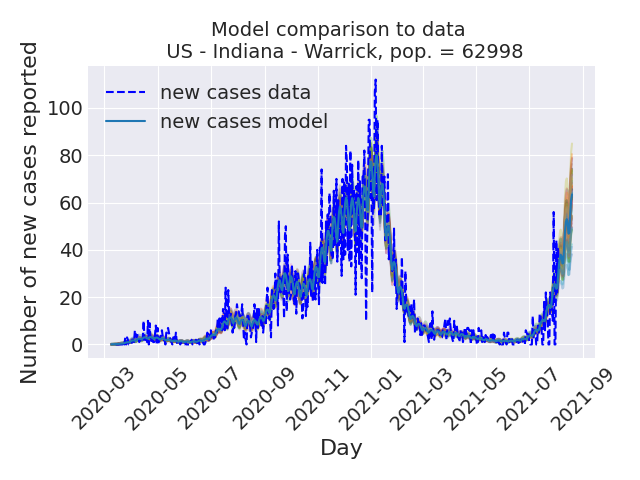 Model comparison to data
US - Indiana - Warrick, pop. = 62998
Number of new cases reported
100
80
60
40
20
0
new cases data
new cases model
2020-03
2020-05
2020-07
2020-09
2020-11
2021-01
2021-03
2021-05
2021-07
2021-09
Day